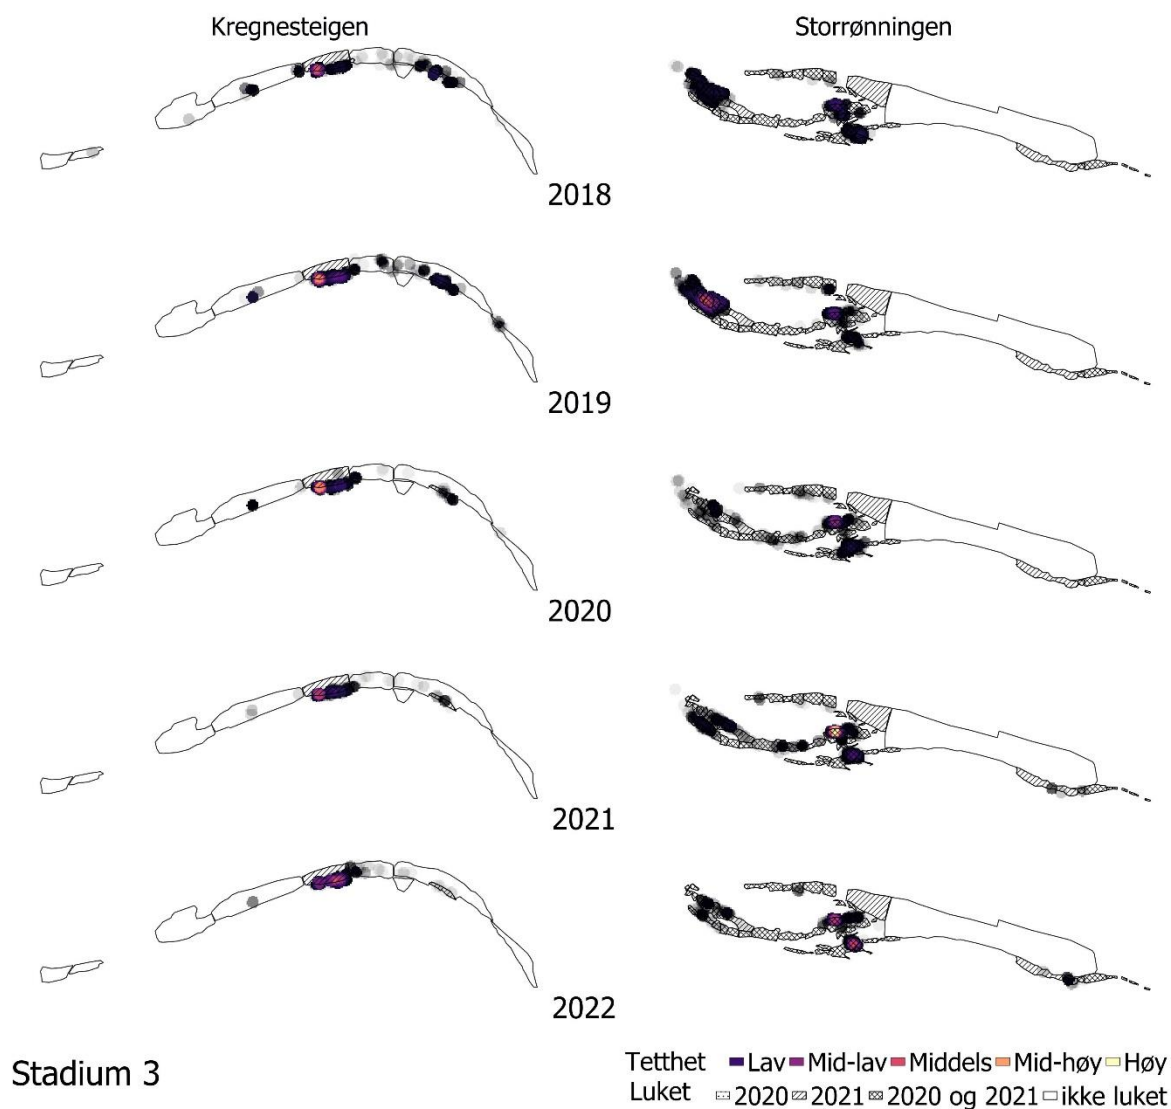 Kregnesteigen
Storrønningen
2018
2019
2020
2021
2022
Stadium 3
Tetthet Lav Mid-lav Middels Mid-høy Høy
Luket 2020 2021 2020 og 2021 ikke luket